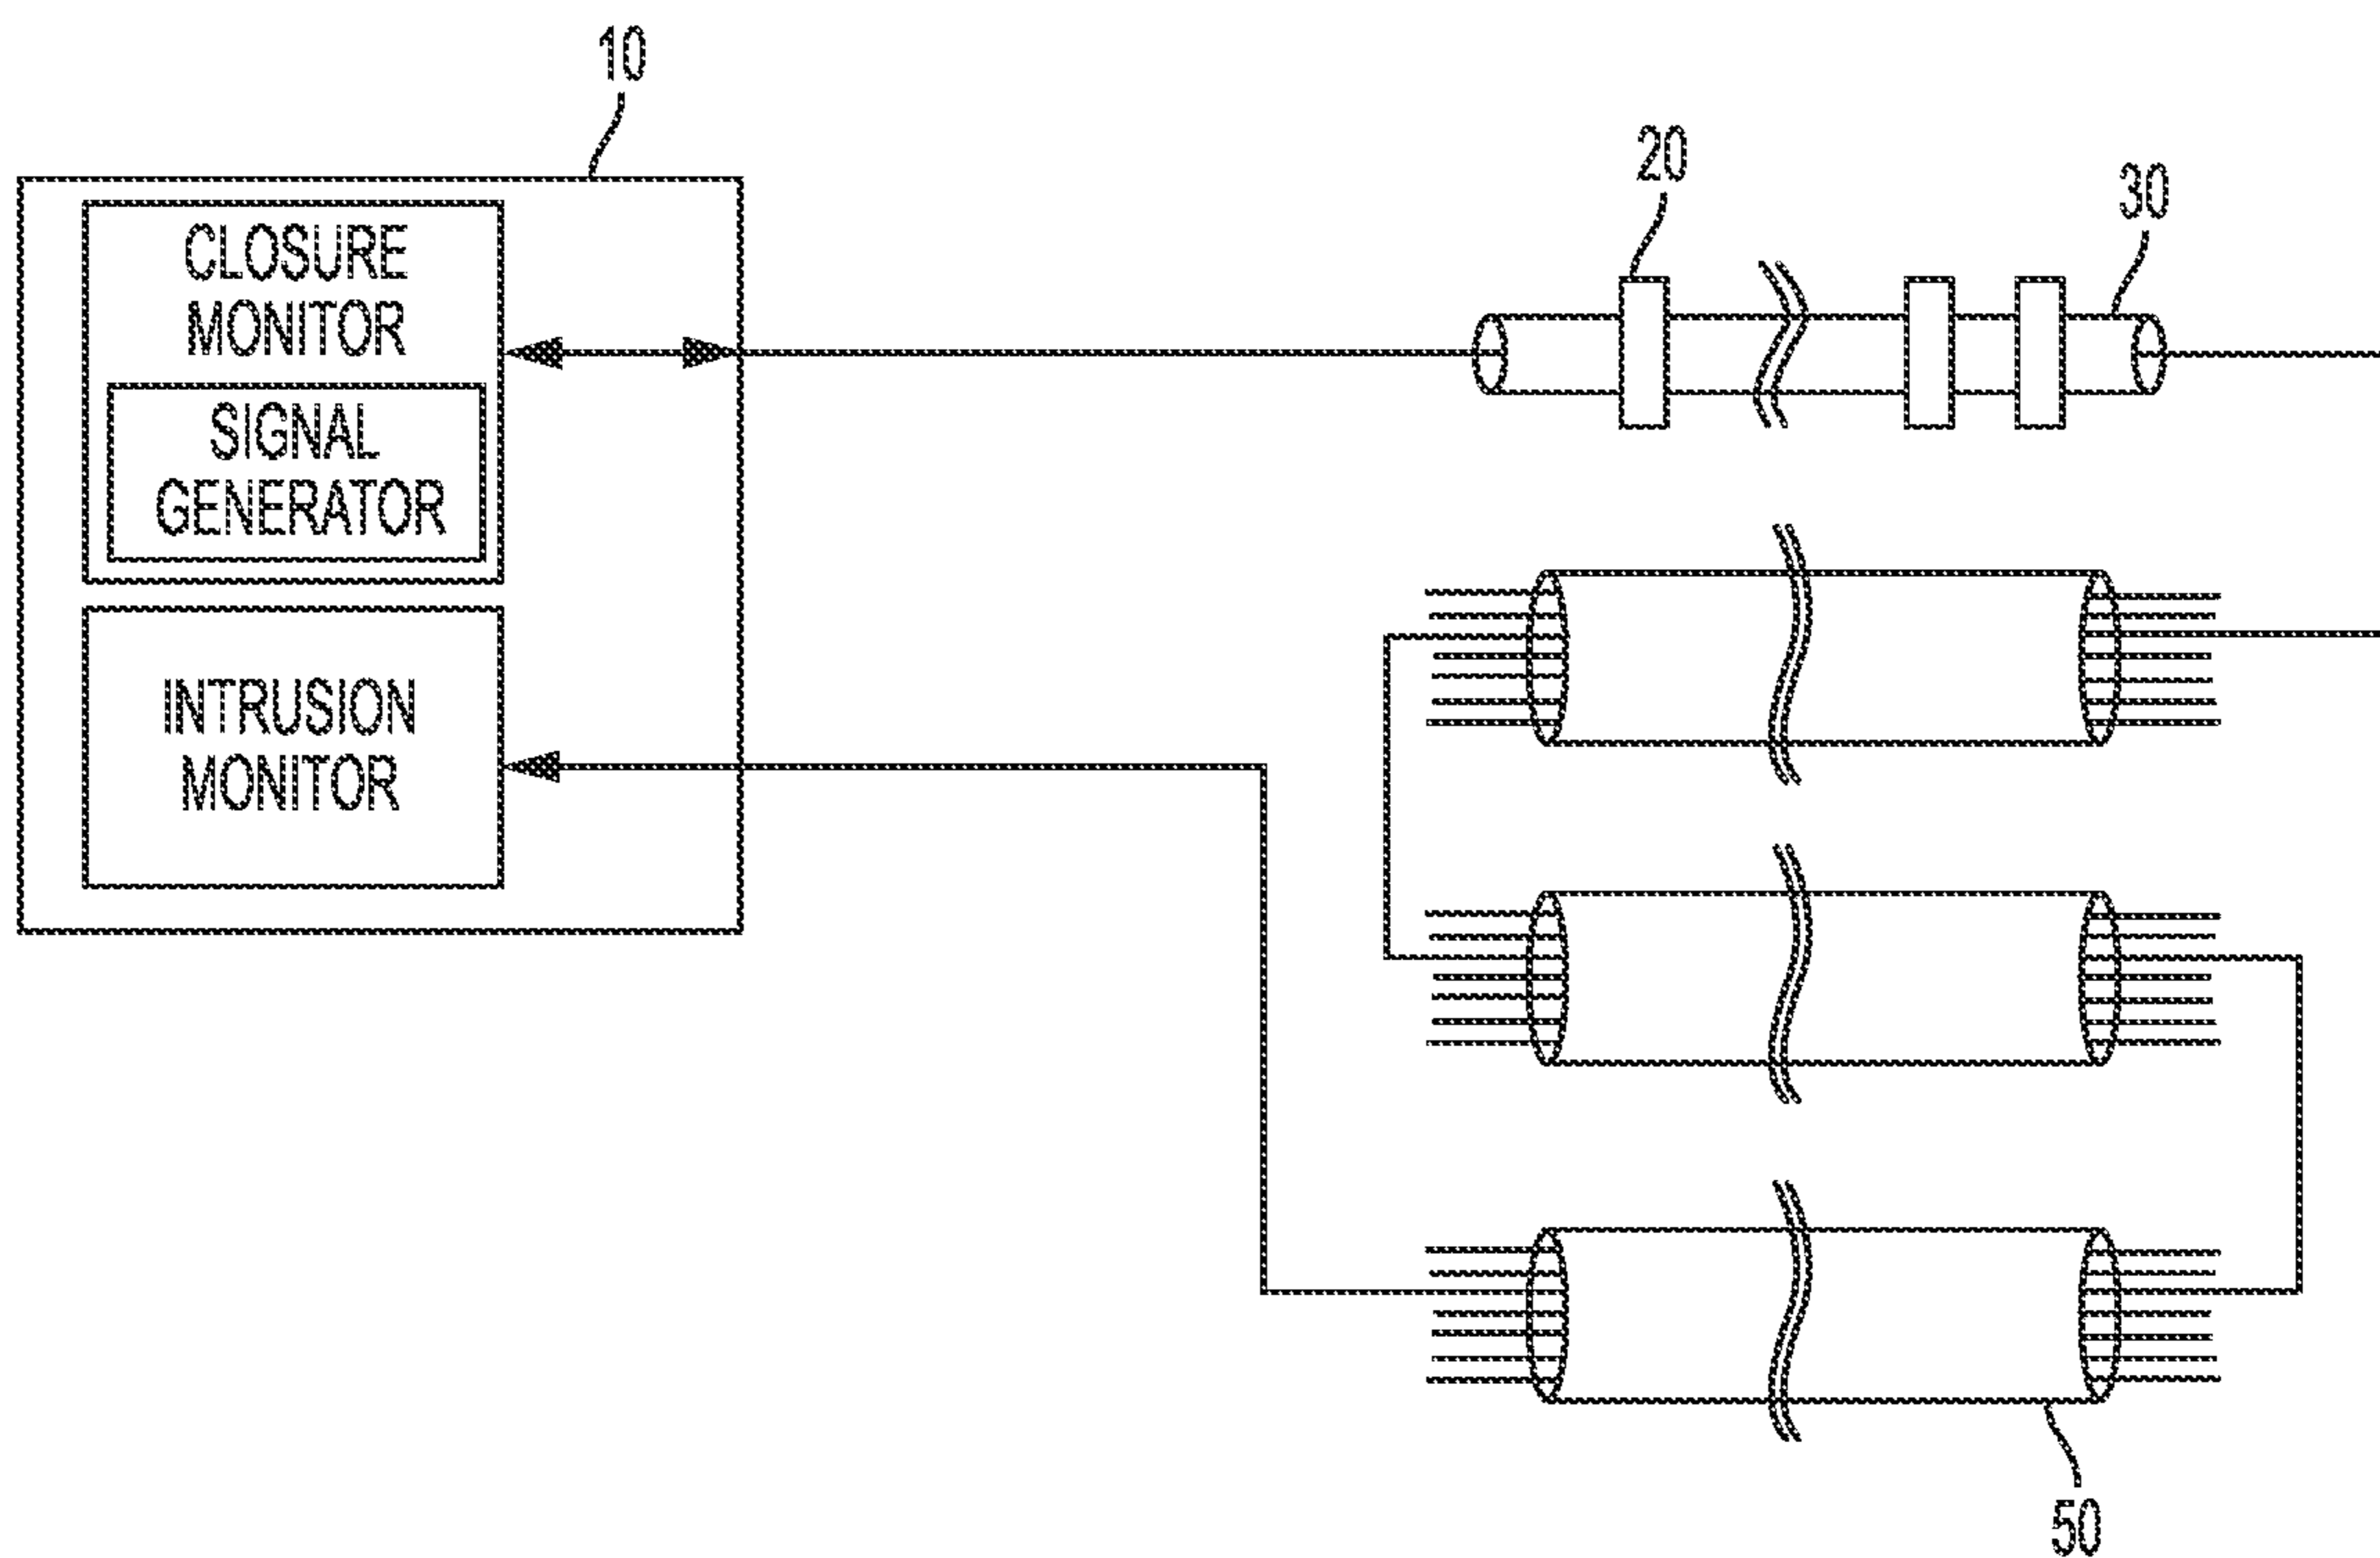 10
20
30
CLOSURE
MONITOR
SIGNAL
GENERATOR
INTRUSION
MONITOR
50